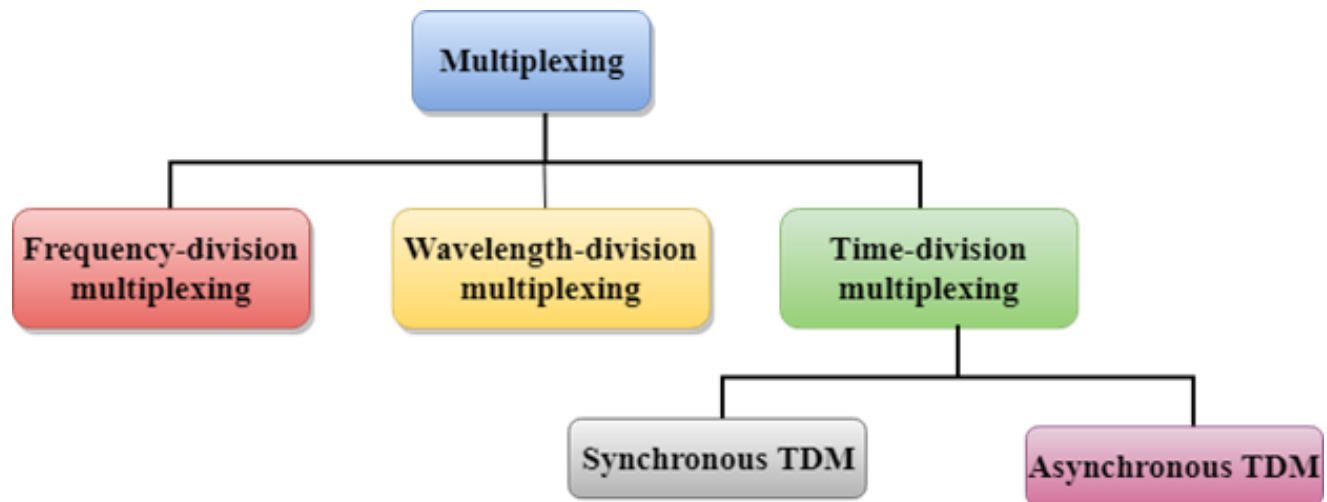 Multiplexing
Frequency-division
multiplexing
Wavelength-division
multiplexing
Time-division
multiplexing
Synchronous TDM
Asynchronous TDM